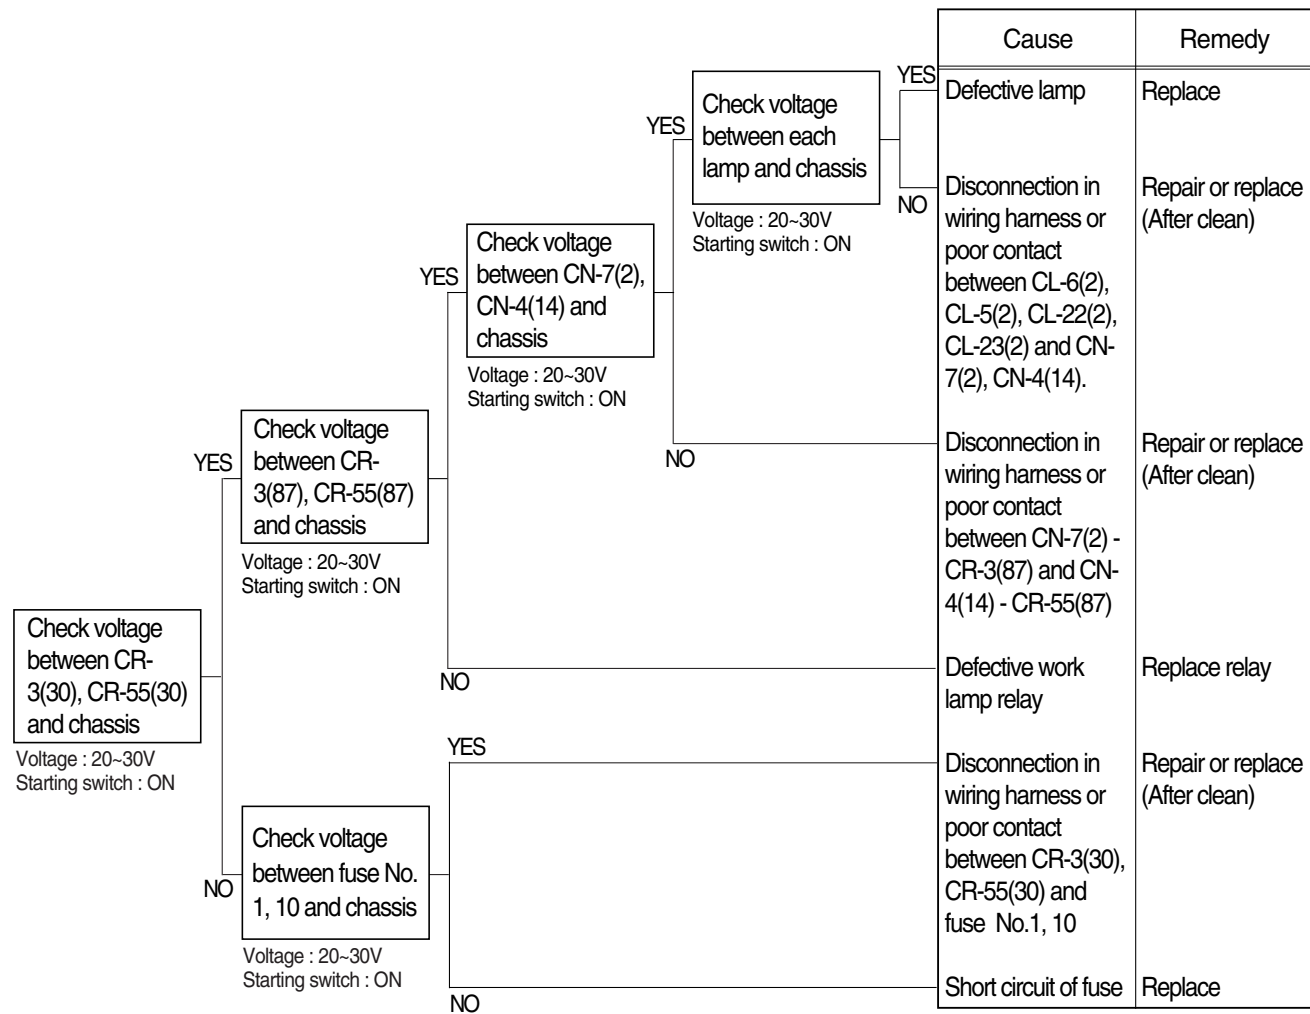 Cause
Remedy
YES
Defective lamp
Replace
Check voltage
between each
lamp and chassis
YES
NO
Voltage : 20~30V
Starting switch : ON
Disconnection in
wiring harness or
poor contact
between CL-6(2),
CL-5(2), CL-22(2),
CL-23(2) and CN-
7(2), CN-4(14).
Repair or replace
(After clean)
Check voltage
between CN-7(2),
CN-4(14) and
chassis
YES
Voltage : 20~30V
Starting switch : ON
NO
Disconnection in
wiring harness or
poor contact
between CN-7(2) -
CR-3(87) and CN-
4(14) - CR-55(87)
Repair or replace
(After clean)
Check voltage
between CR-
3(87), CR-55(87)
and chassis
YES
Voltage : 20~30V
Starting switch : ON
NO
Defective work
lamp relay
Replace relay
Check voltage
between CR-
3(30), CR-55(30)
and chassis
Voltage : 20~30V
Starting switch : ON
YES
Disconnection in
wiring harness or
poor contact
between CR-3(30),
CR-55(30) and
fuse No.1, 10
Repair or replace
(After clean)
NO
Check voltage
between fuse No.
1, 10 and chassis
Voltage : 20~30V
Starting switch : ON
NO
Short circuit of fuse
Replace